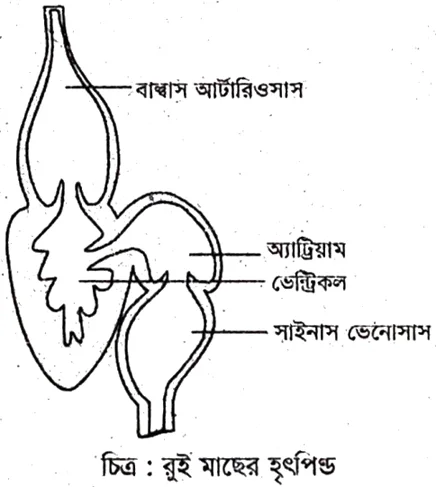 বাল্বাস আর্টারিওসাস
অ্যাট্রিয়াম
ভেন্ট্রিকল
সাইনাস ভেনোসাস
চিত্র : রুই মাছের হৃৎপিন্ড